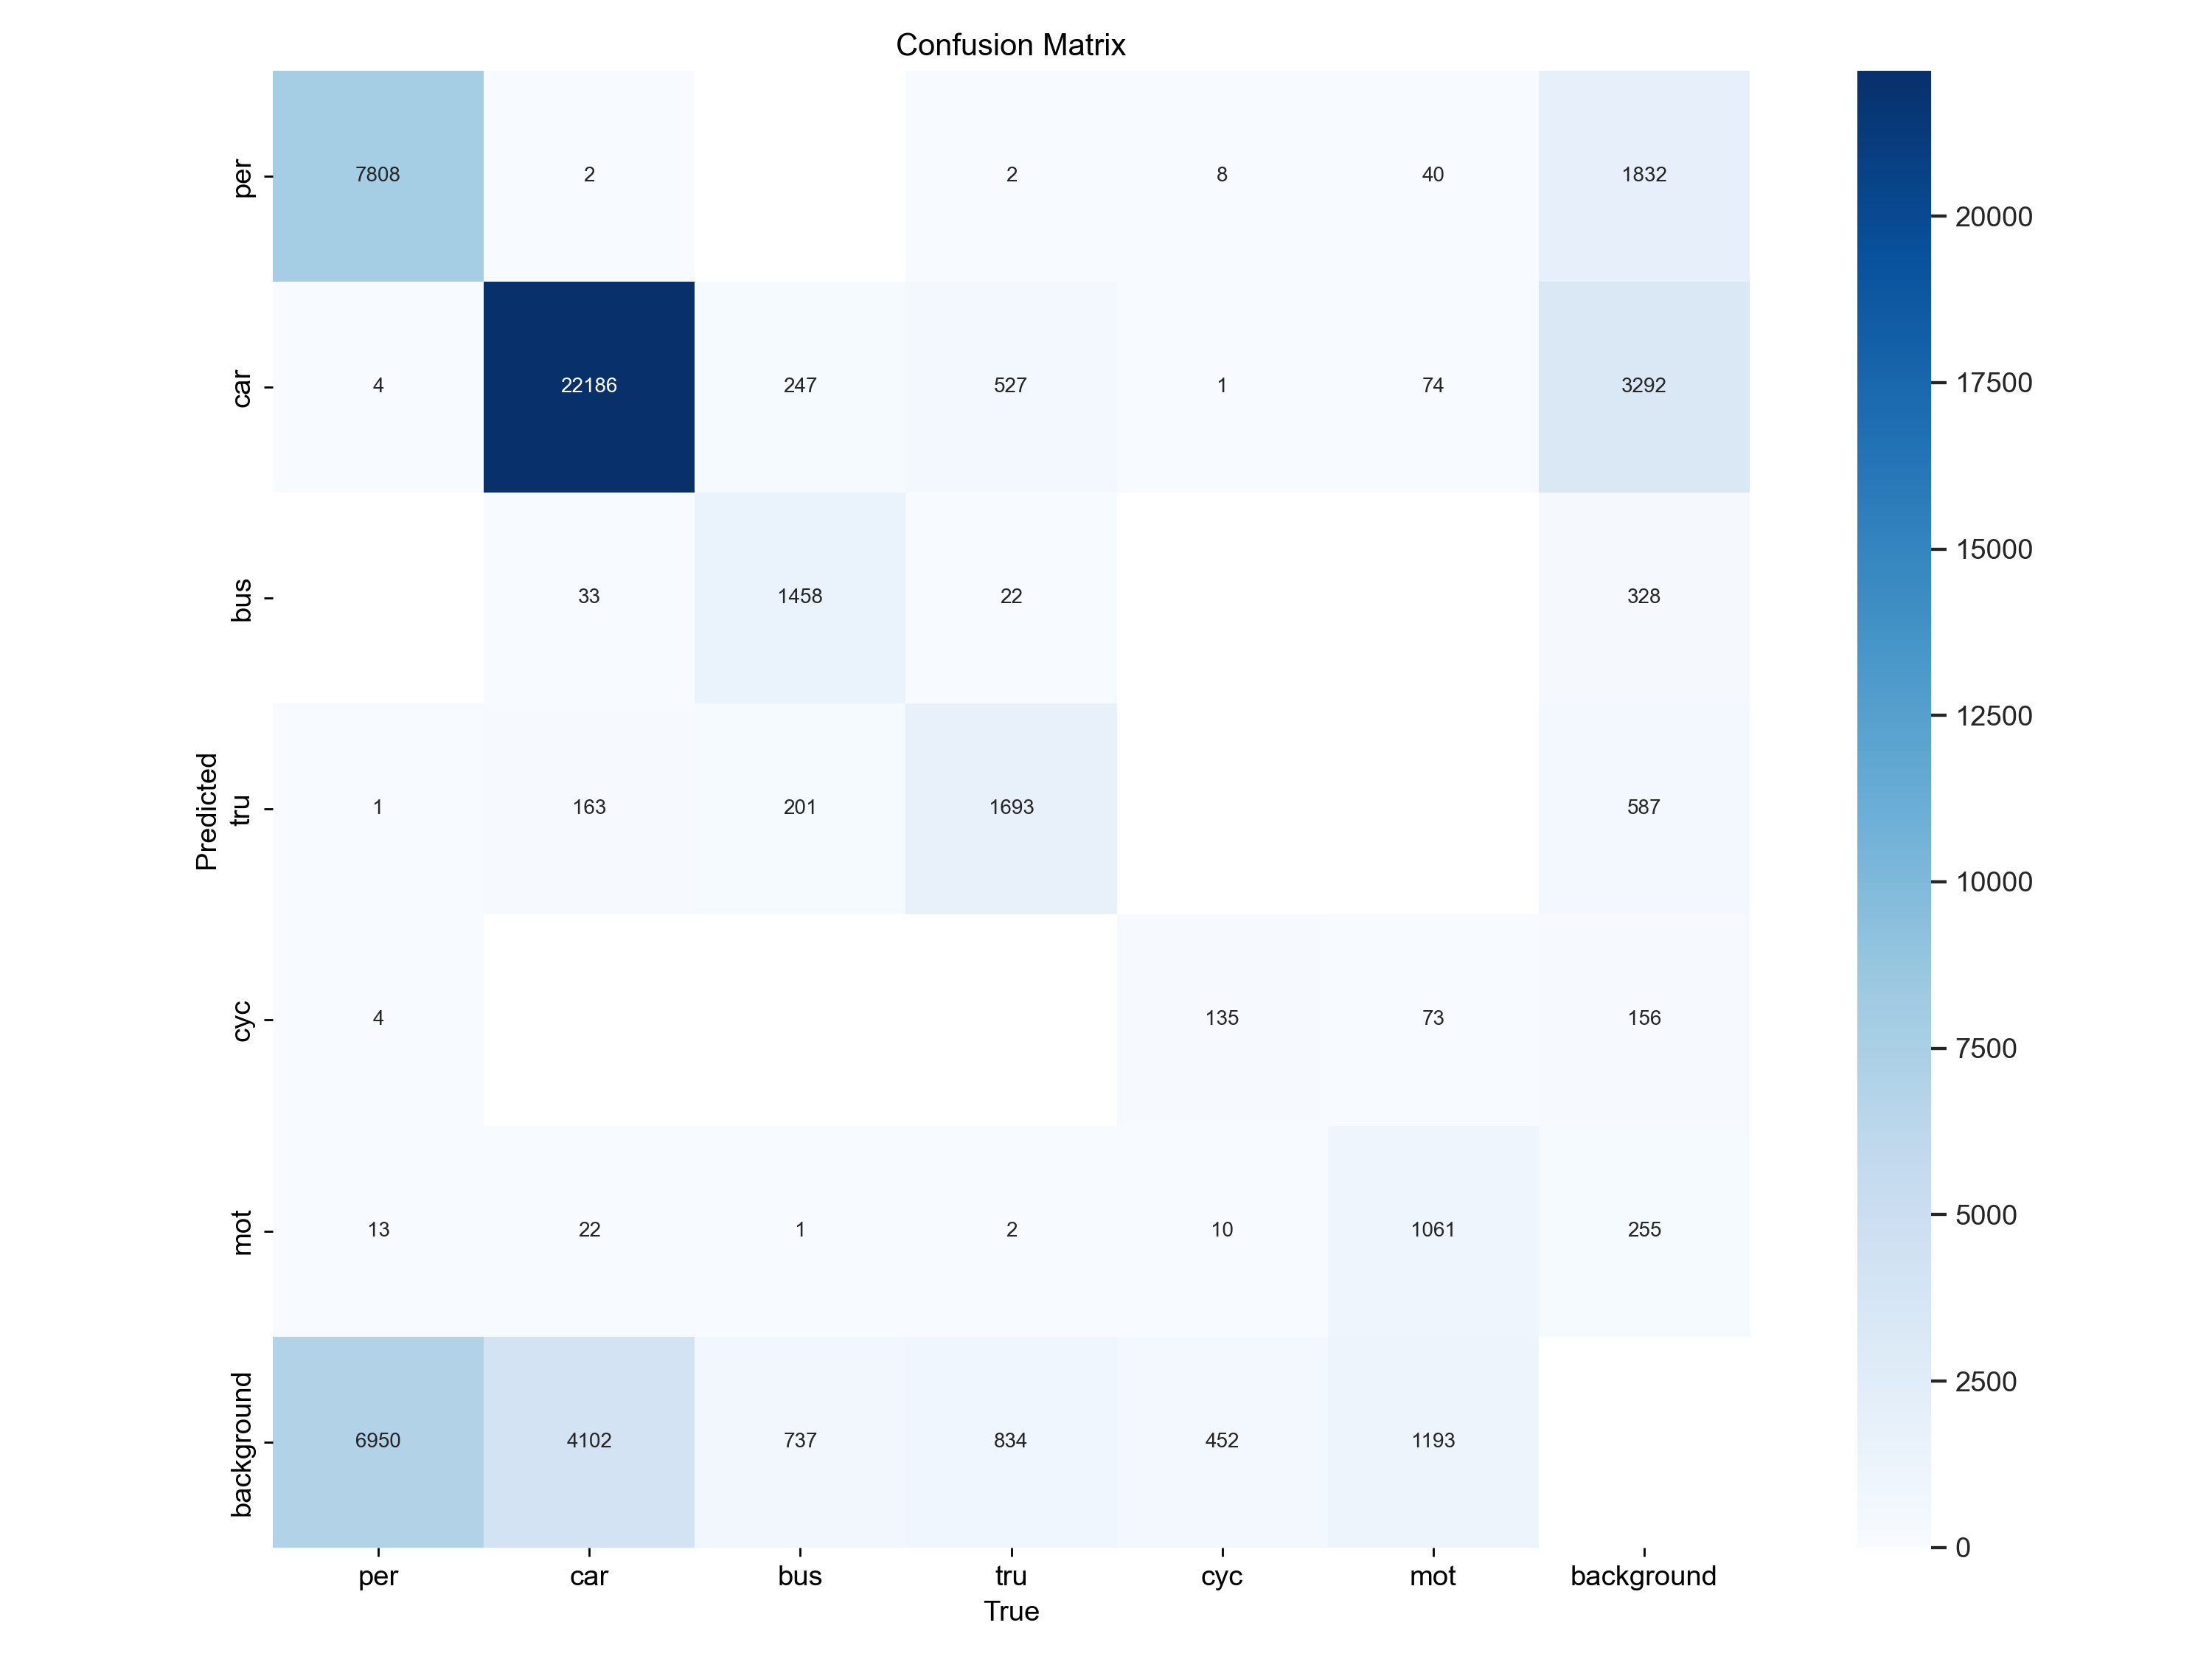 Confusion Matrix
per 7808 2 2 8 40 1832
car 4 22186 247 527 1 74 3292
bus 33 1458 22 328
tru 1 163 201 1693 587
cyc 4 135 73 156
mot 13 22 1 2 10 1061 255
background 6950 4102 737 834 452 1193
per car bus tru cyc mot background
True
Predicted
20000
17500
15000
12500
10000
7500
5000
2500
0